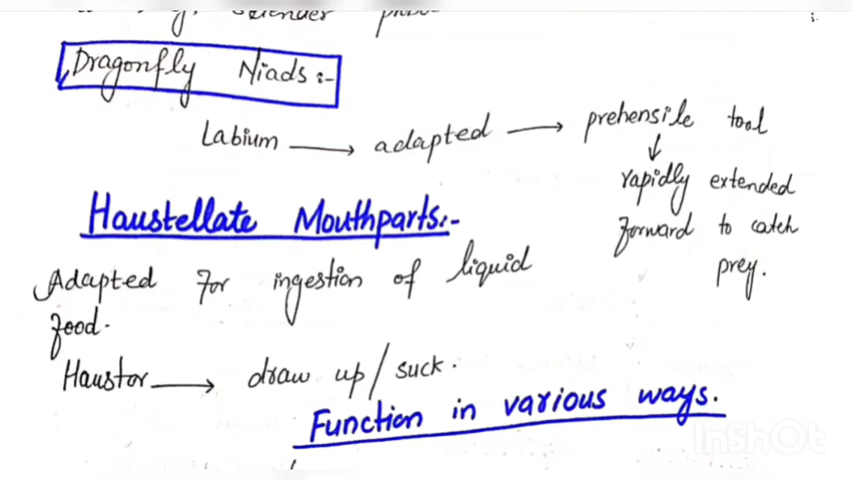 Dragonfly Niads:-
Labium → adapted → prehensile tool
↓
rapidly extended
forward to catch
prey.
Haustellate Mouthparts:-
Adapted for ingestion of liquid
food.
Haustor → draw up/suck.
Function in various ways.
InShOt